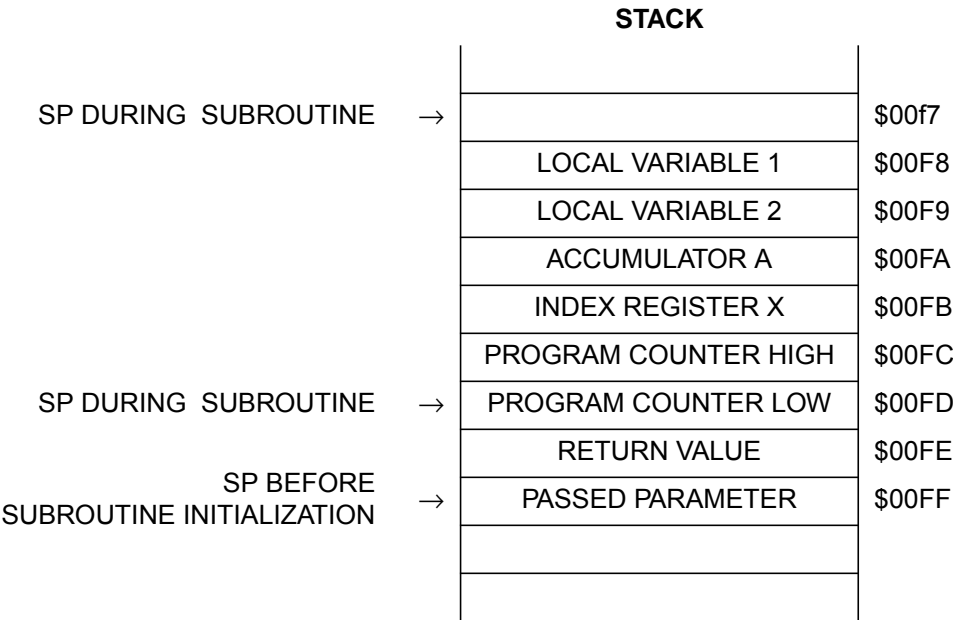 STACK
SP DURING SUBROUTINE → $00f7
LOCAL VARIABLE 1 $00F8
LOCAL VARIABLE 2 $00F9
ACCUMULATOR A $00FA
INDEX REGISTER X $00FB
PROGRAM COUNTER HIGH $00FC
SP DURING SUBROUTINE → PROGRAM COUNTER LOW $00FD
RETURN VALUE $00FE
SP BEFORE
SUBROUTINE INITIALIZATION → PASSED PARAMETER $00FF